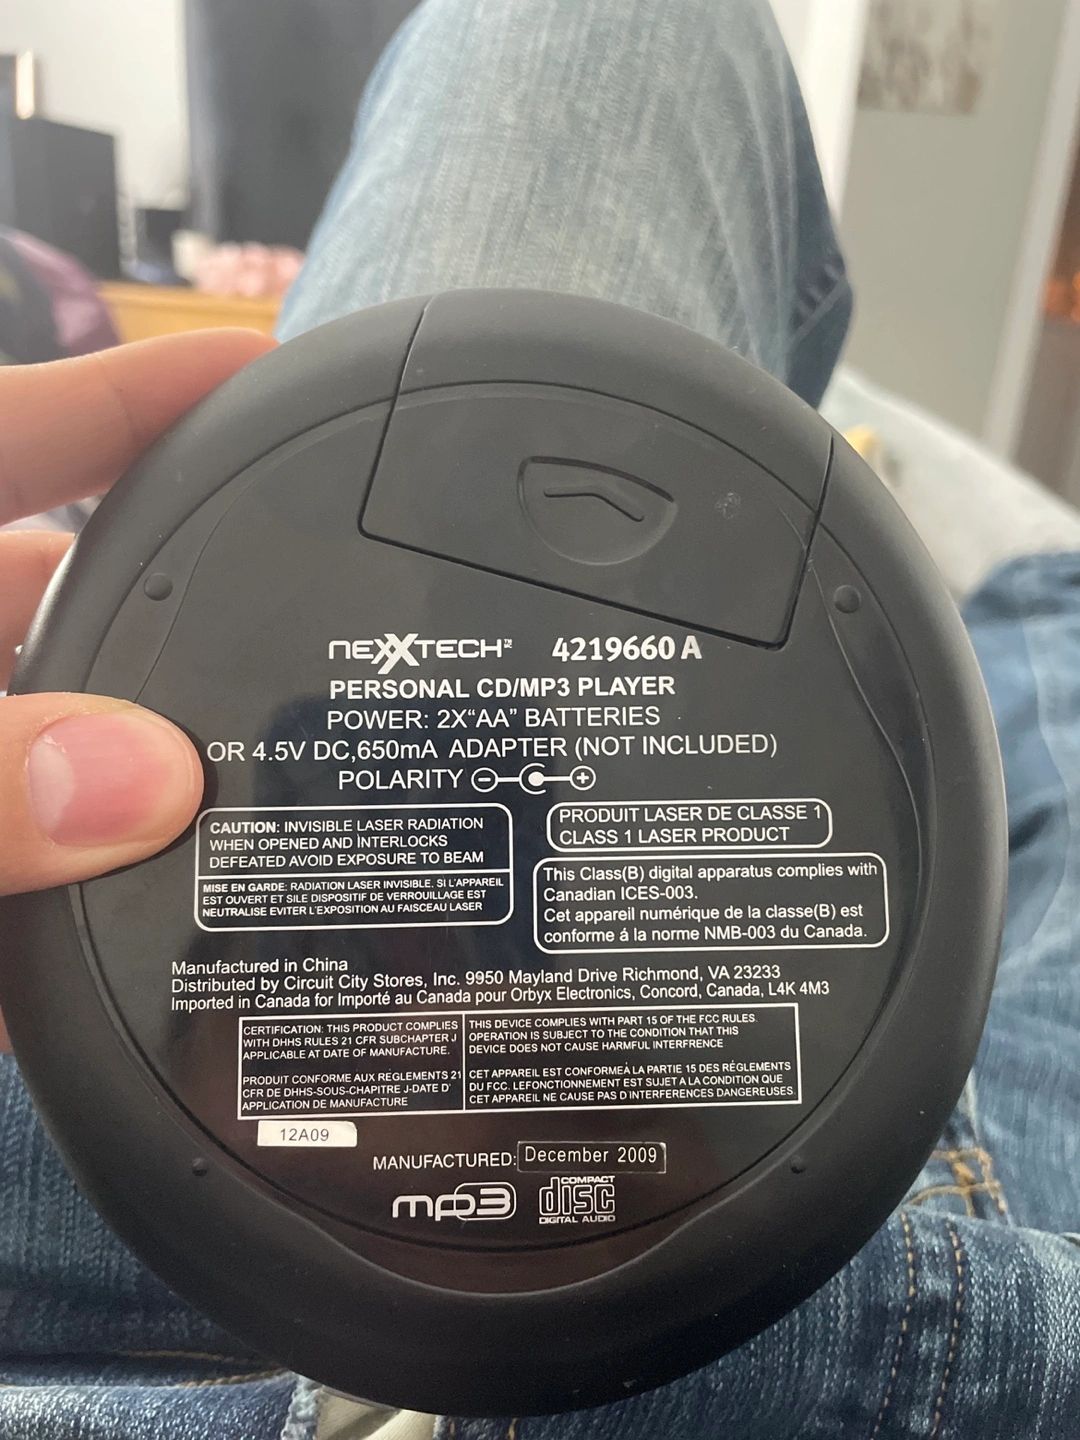 NEXXTECH™ 4219660 A
PERSONAL CD/MP3 PLAYER
POWER: 2X“AA” BATTERIES
OR 4.5V DC,650mA ADAPTER (NOT INCLUDED)
POLARITY
CAUTION: INVISIBLE LASER RADIATION
WHEN OPENED AND INTERLOCKS
DEFEATED AVOID EXPOSURE TO BEAM
MISE EN GARDE: RADIATION LASER INVISIBLE. SI L'APPAREIL
EST OUVERT ET SILE DISPOSITIF DE VERROUILLAGE EST
NEUTRALISE EVITER L'EXPOSITION AU FAISCEAU LASER
PRODUIT LASER DE CLASSE 1
CLASS 1 LASER PRODUCT
This Class(B) digital apparatus complies with
Canadian ICES-003.
Cet appareil numérique de la classe(B) est
conforme á la norme NMB-003 du Canada.
Manufactured in China
Distributed by Circuit City Stores, Inc. 9950 Mayland Drive Richmond, VA 23233
Imported in Canada for Importé au Canada pour Orbyx Electronics, Concord, Canada, L4K 4M3
CERTIFICATION: THIS PRODUCT COMPLIES
WITH DHHS RULES 21 CFR SUBCHAPTER J
APPLICABLE AT DATE OF MANUFACTURE.
PRODUIT CONFORME AUX REGLEMENTS 21
CFR DE DHHS-SOUS-CHAPITRE J-DATE D'
APPLICATION DE MANUFACTURE
THIS DEVICE COMPLIES WITH PART 15 OF THE FCC RULES.
OPERATION IS SUBJECT TO THE CONDITION THAT THIS
DEVICE DOES NOT CAUSE HARMFUL INTERFRENCE
CET APPAREIL EST CONFORMEÀ LA PARTIE 15 DES RÉGLEMENTS
DU FCC. LEFONCTIONNEMENT EST SUJET A LA CONDITION QUE
CET APPAREIL NE CAUSE PAS D'INTERFERENCES DANGEREUSES.
12A09
MANUFACTURED: December 2009
mp3 COMPACT disc DIGITAL AUDIO